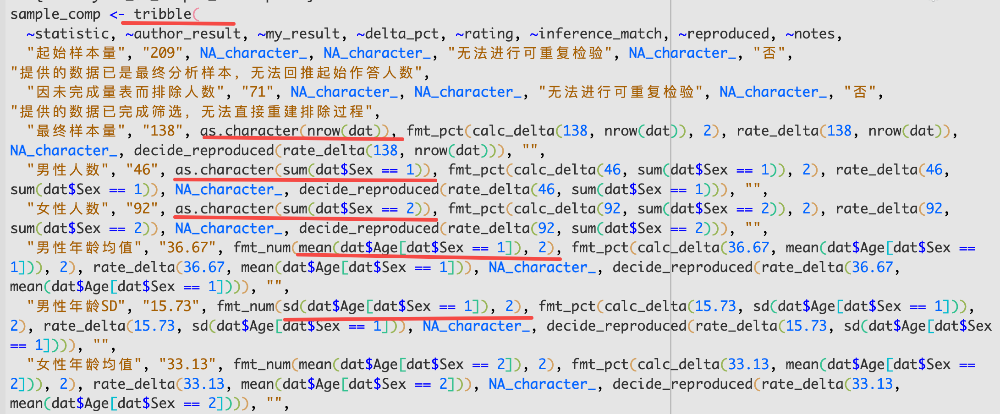 sample_comp <- tribble(
~statistic, ~author_result, ~my_result, ~delta_pct, ~rating, ~inference_match, ~reproduced, ~notes,
"起始样本量", "209", NA_character_, NA_character_, "无法进行可重复检验", NA_character_, "否",
"提供的数据已是最终分析样本，无法回推起始作答人数",
"因未完成量表而排除人数", "71", NA_character_, NA_character_, "无法进行可重复检验", NA_character_, "否",
"提供的数据已完成筛选，无法直接重建排除过程",
"最终样本量", "138", as.character(nrow(dat)), fmt_pct(calc_delta(138, nrow(dat)), 2), rate_delta(138, nrow(dat)),
NA_character_, decide_reproduced(rate_delta(138, nrow(dat))), "",
"男性人数", "46", as.character(sum(dat$Sex == 1)), fmt_pct(calc_delta(46, sum(dat$Sex == 1)), 2), rate_delta(46,
sum(dat$Sex == 1)), NA_character_, decide_reproduced(rate_delta(46, sum(dat$Sex == 1))), "",
"女性人数", "92", as.character(sum(dat$Sex == 2)), fmt_pct(calc_delta(92, sum(dat$Sex == 2)), 2), rate_delta(92,
sum(dat$Sex == 2)), NA_character_, decide_reproduced(rate_delta(92, sum(dat$Sex == 2))), "",
"男性年龄均值", "36.67", fmt_num(mean(dat$Age[dat$Sex == 1]), 2), fmt_pct(calc_delta(36.67, mean(dat$Age[dat$Sex ==
1])), 2), rate_delta(36.67, mean(dat$Age[dat$Sex == 1])), NA_character_, decide_reproduced(rate_delta(36.67,
mean(dat$Age[dat$Sex == 1]))), "",
"男性年龄SD", "15.73", fmt_num(sd(dat$Age[dat$Sex == 1]), 2), fmt_pct(calc_delta(15.73, sd(dat$Age[dat$Sex == 1])),
2), rate_delta(15.73, sd(dat$Age[dat$Sex == 1])), NA_character_, decide_reproduced(rate_delta(15.73, sd(dat$Age[dat$Sex
== 1]))), "",
"女性年龄均值", "33.13", fmt_num(mean(dat$Age[dat$Sex == 2]), 2), fmt_pct(calc_delta(33.13, mean(dat$Age[dat$Sex ==
2])), 2), rate_delta(33.13, mean(dat$Age[dat$Sex == 2])), NA_character_, decide_reproduced(rate_delta(33.13,
mean(dat$Age[dat$Sex == 2]))), "",